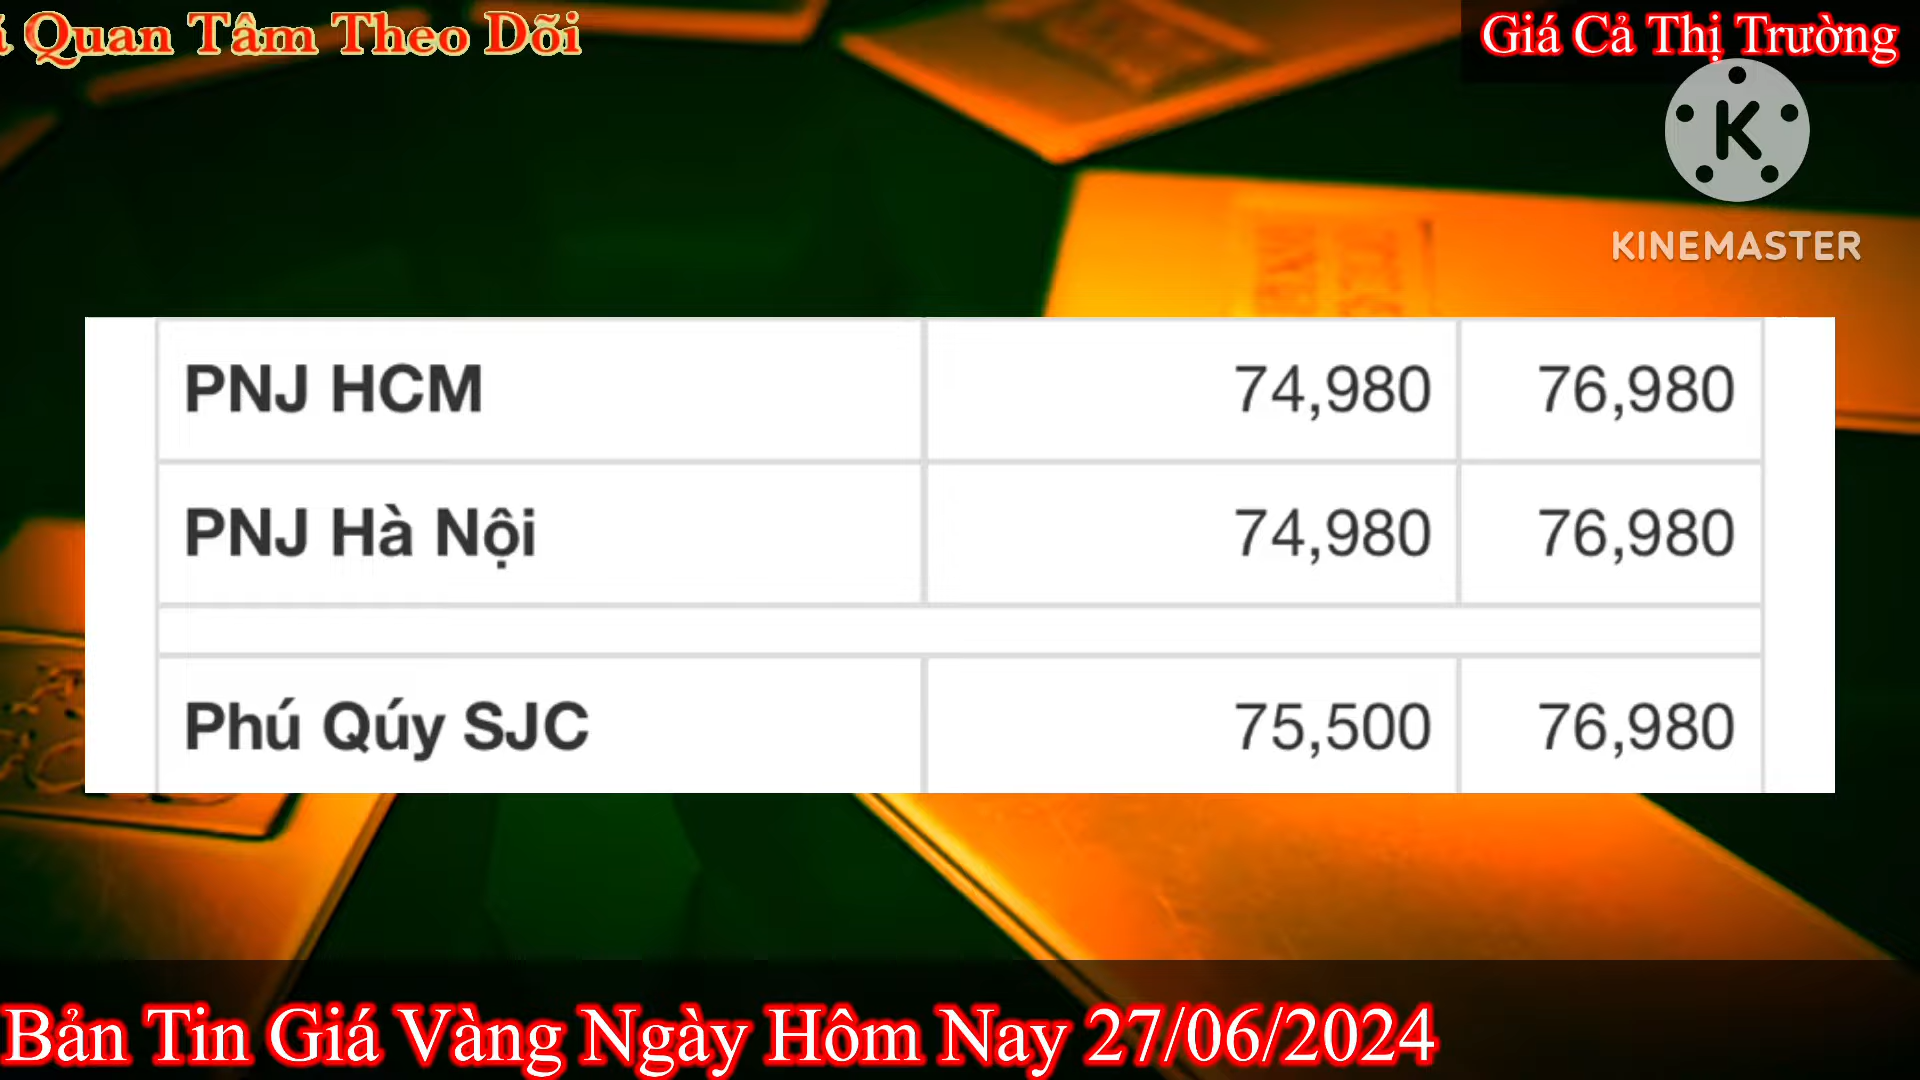 Quan Tâm Theo Dõi
Giá Cả Thị Trường
KINEMASTER
PNJ HCM 74,980 76,980
PNJ Hà Nội 74,980 76,980
Phú Qúy SJC 75,500 76,980
Bản Tin Giá Vàng Ngày Hôm Nay 27/06/2024